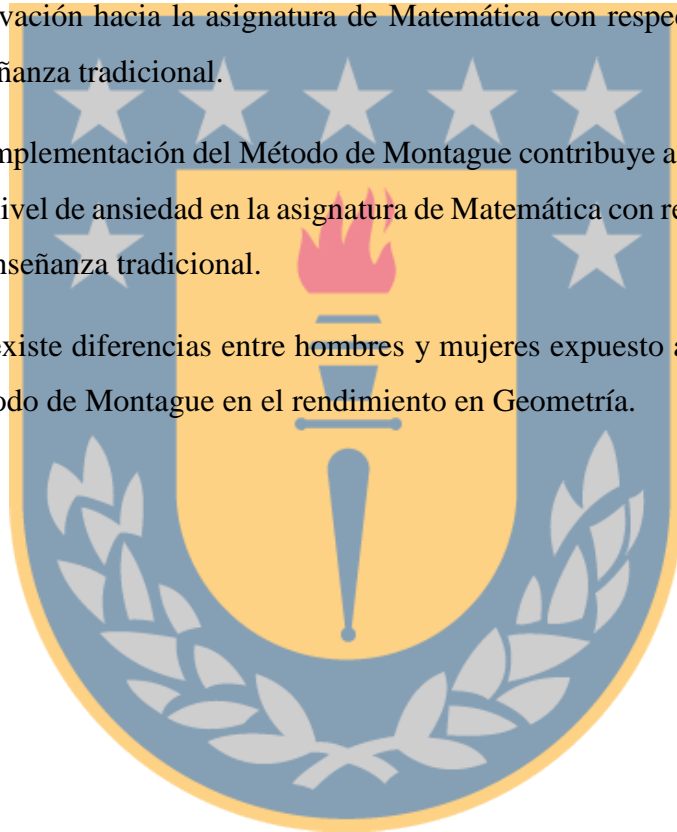 vación hacia la asignatura de Matemática con respec
ñanza tradicional.
mplementación del Método de Montague contribuye a
ivel de ansiedad en la asignatura de Matemática con re
nseñanza tradicional.
existe diferencias entre hombres y mujeres expuesto a
odo de Montague en el rendimiento en Geometría.